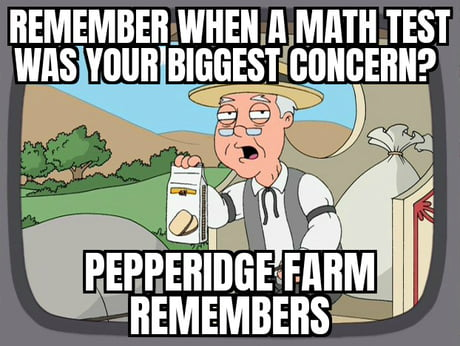 REMEMBER WHEN A MATH TEST
WAS YOUR BIGGEST CONCERN?
PEPPERIDGE FARM
REMEMBERS